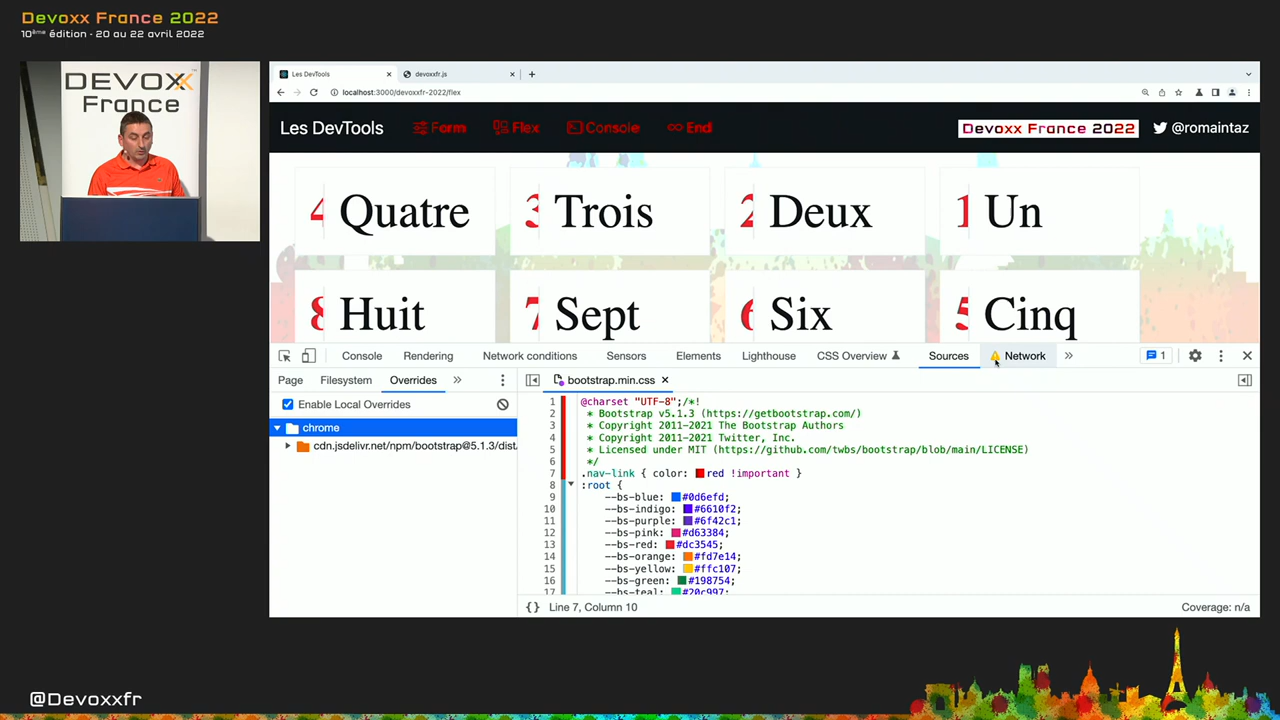 Devoxx France 2022
10ème édition - 20 au 22 avril 2022
DEVOXX
France
Les DevTools
devoxxfr.js
localhost:3000/devoxxfr-2022/flex
Les DevTools
Form
Flex
Console
End
Devoxx France 2022
@romaintaz
4 Quatre
3 Trois
2 Deux
1 Un
8 Huit
7 Sept
6 Six
5 Cinq
Console
Rendering
Network conditions
Sensors
Elements
Lighthouse
CSS Overview
Sources
Network
1
Page
Filesystem
Overrides
bootstrap.min.css
Enable Local Overrides
chrome
cdn.jsdelivr.net/npm/bootstrap@5.1.3/dist
1 @charset "UTF-8";/*!
2 * Bootstrap v5.1.3 (https://getbootstrap.com/)
3 * Copyright 2011-2021 The Bootstrap Authors
4 * Copyright 2011-2021 Twitter, Inc.
5 * Licensed under MIT (https://github.com/twbs/bootstrap/blob/main/LICENSE)
6 */
7 .nav-link { color: red !important }
8 :root {
9 --bs-blue: #0d6efd;
10 --bs-indigo: #6610f2;
11 --bs-purple: #6f42c1;
12 --bs-pink: #d63384;
13 --bs-red: #dc3545;
14 --bs-orange: #fd7e14;
15 --bs-yellow: #ffc107;
16 --bs-green: #198754;
17 --bs-teal: #20c997;
{} Line 7, Column 10
Coverage: n/a
@Devoxxfr